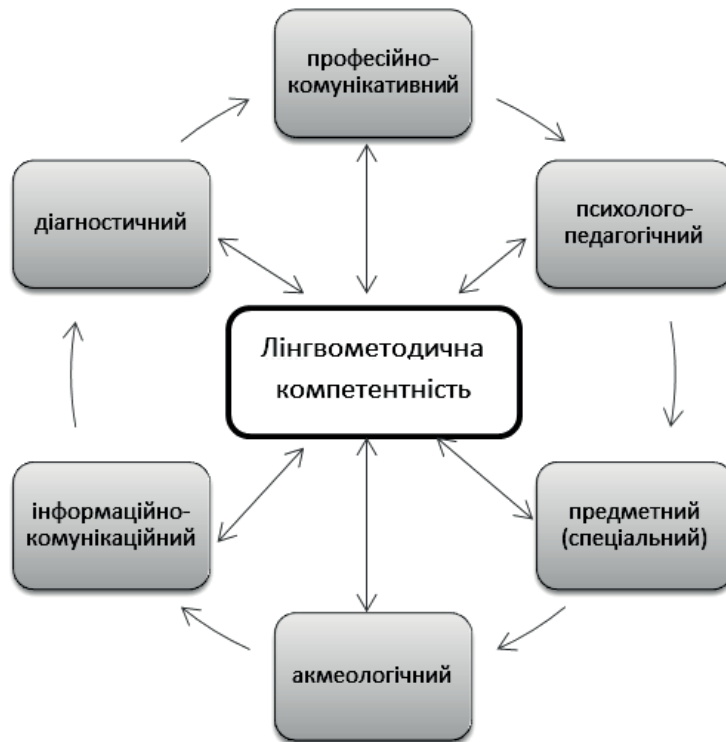 професійно-
комунікативний
діагностичний
психолого-
педагогічний
Лінгвометодична
компетентність
інформаційно-
комунікаційний
предметний
(спеціальний)
акмеологічний